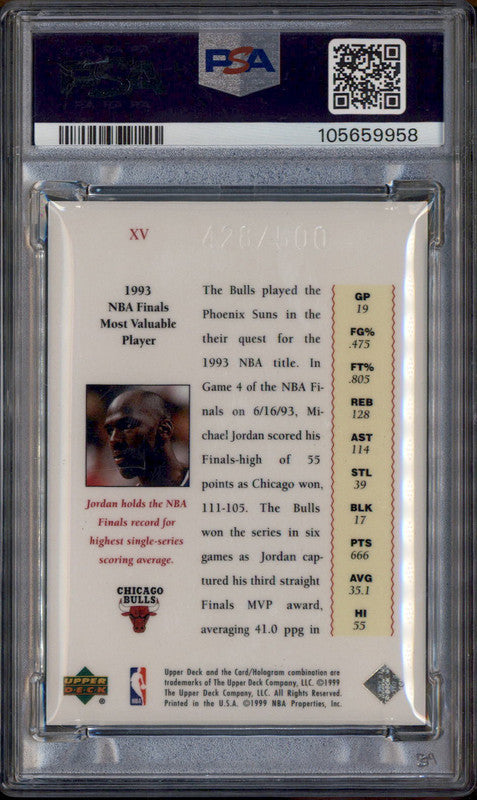 PSA
105659958
XV
428/500
1993
NBA Finals
Most Valuable
Player
Jordan holds the NBA
Finals record for
highest single-series
scoring average.
CHICAGO
BULLS
The Bulls played the
Phoenix Suns in the
their quest for the
1993 NBA title. In
Game 4 of the NBA Fi-
nals on 6/16/93, Mi-
chael Jordan scored his
Finals-high of 55
points as Chicago won,
111-105. The Bulls
won the series in six
games as Jordan cap-
tured his third straight
Finals MVP award,
averaging 41.0 ppg in
GP
19
FG%
.475
FT%
.805
REB
128
AST
114
STL
39
BLK
17
PTS
666
AVG
35.1
HI
55
UPPER
DECK
®
NBA
Upper Deck and the Card/Hologram combination are
trademarks of The Upper Deck Company, LLC. ©1999
The Upper Deck Company, LLC. All Rights Reserved.
Printed in the U.S.A. ©1999 NBA Properties, Inc.